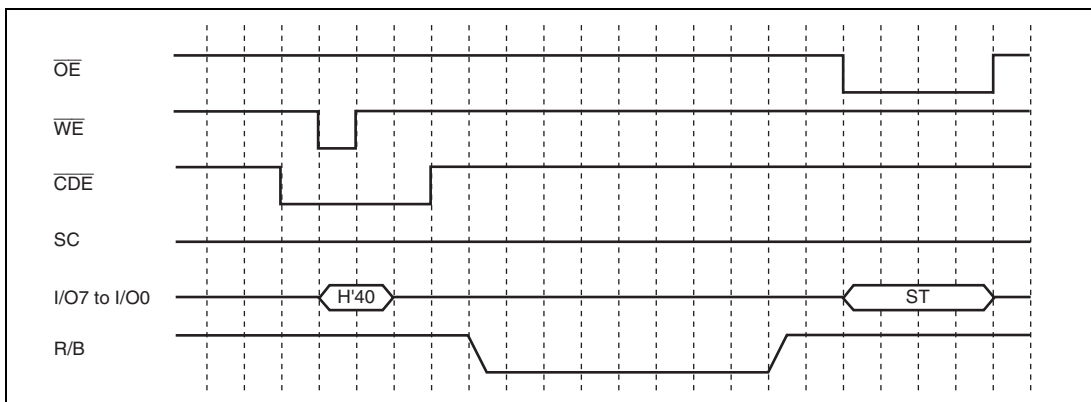 OE
WE
CDE
SC
I/O7 to I/O0
H'40
ST
R/B